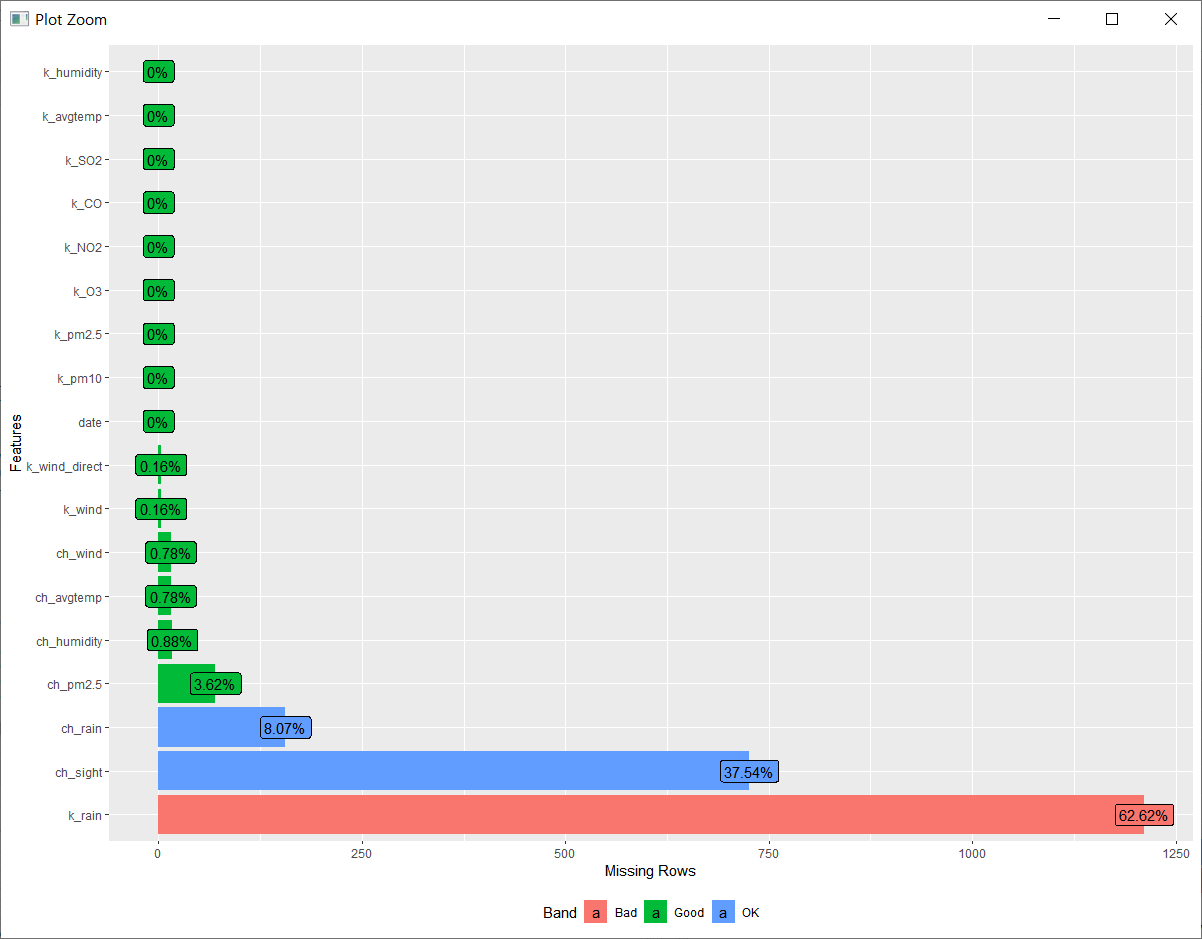 Plot Zoom
k_humidity 0%
k_avgtemp 0%
k_SO2 0%
k_CO 0%
k_NO2 0%
k_O3 0%
k_pm2.5 0%
k_pm10 0%
date 0%
Features
k_wind_direct 0.16%
k_wind 0.16%
ch_wind 0.78%
ch_avgtemp 0.78%
ch_humidity 0.88%
ch_pm2.5 3.62%
ch_rain 8.07%
ch_sight 37.54%
k_rain 62.62%
0 250 500 750 1000 1250
Missing Rows
Band a Bad a Good a OK